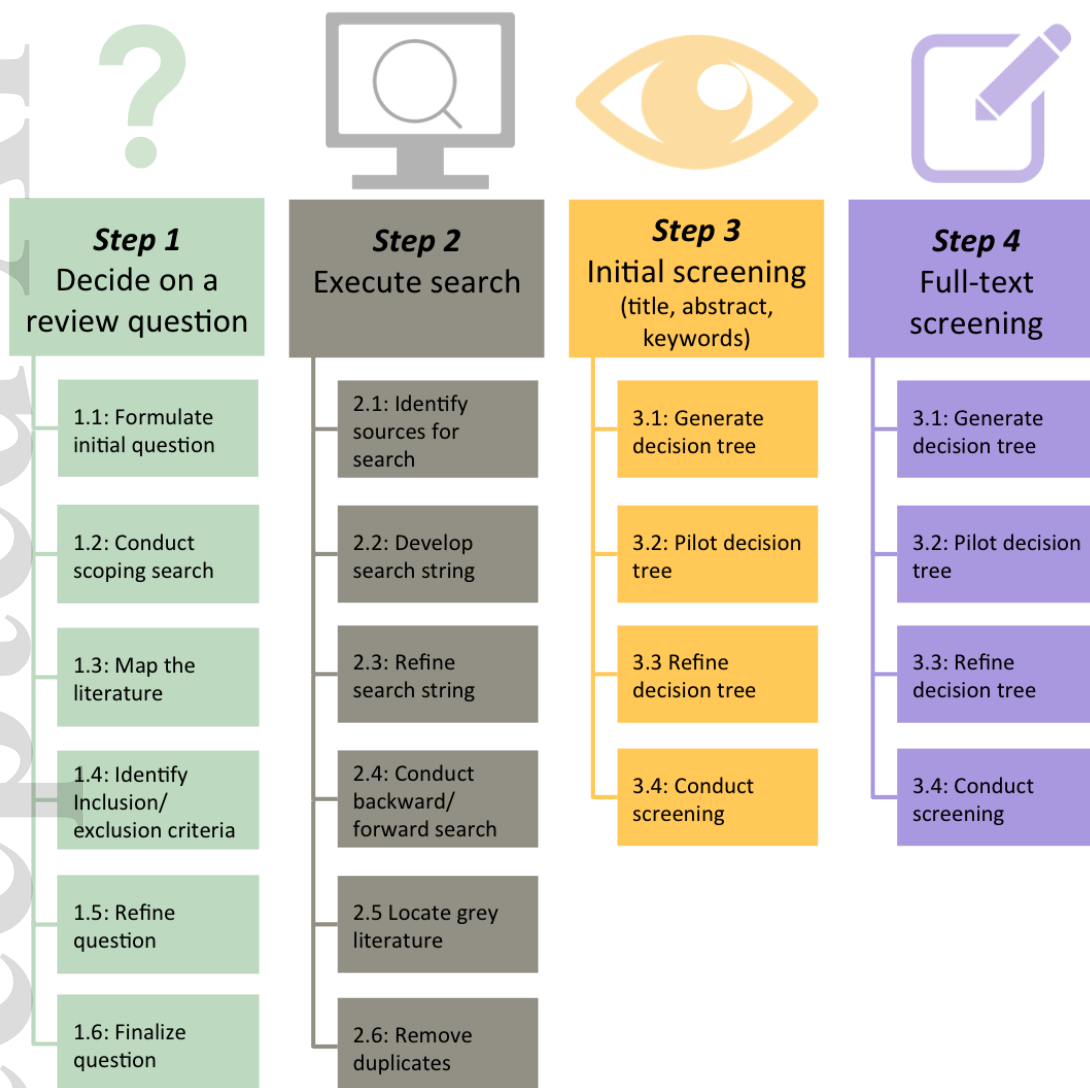 Step 1
Decide on a
review question
1.1: Formulate
initial question
1.2: Conduct
scoping search
1.3: Map the
literature
1.4: Identify
Inclusion/
exclusion criteria
1.5: Refine
question
1.6: Finalize
question
Step 2
Execute search
2.1: Identify
sources for
search
2.2: Develop
search string
2.3: Refine
search string
2.4: Conduct
backward/
forward search
2.5 Locate grey
literature
2.6: Remove
duplicates
Step 3
Initial screening
(title, abstract,
keywords)
3.1: Generate
decision tree
3.2: Pilot decision
tree
3.3 Refine
decision tree
3.4: Conduct
screening
Step 4
Full-text
screening
3.1: Generate
decision tree
3.2: Pilot decision
tree
3.3: Refine
decision tree
3.4: Conduct
screening